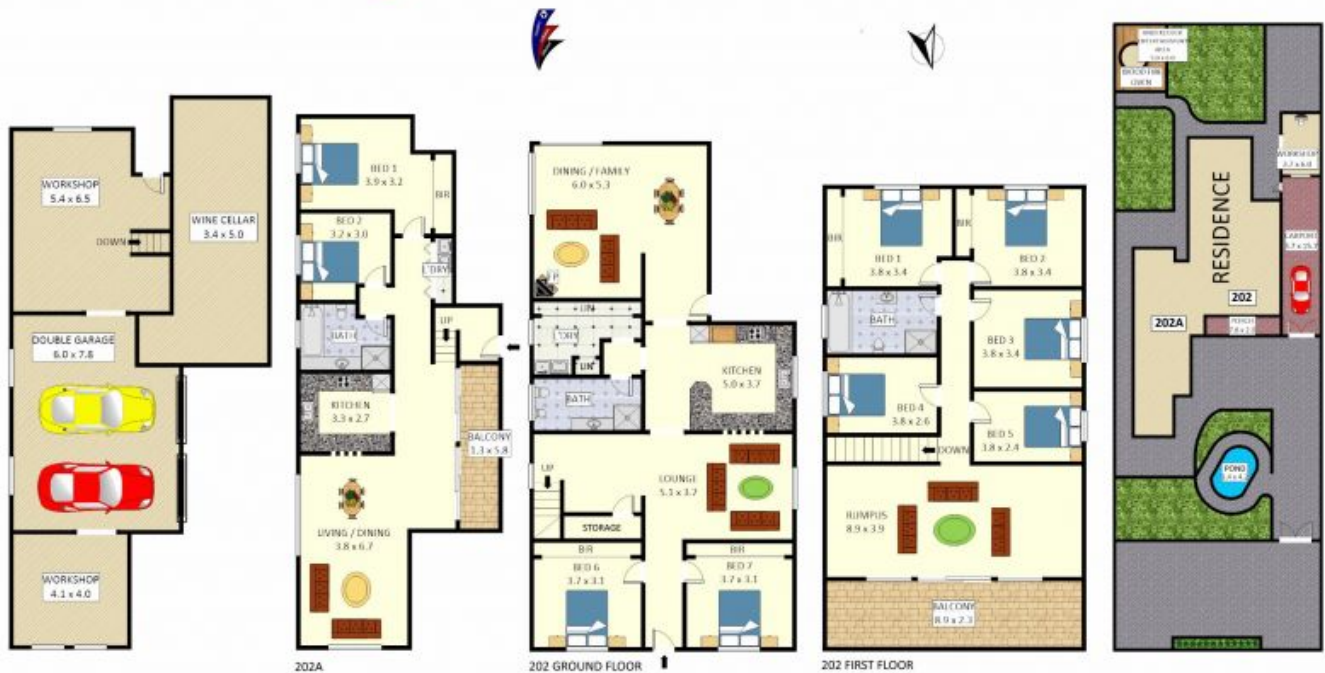 WORKSHOP
5.4 x 6.5
WINE CELLAR
3.4 x 5.0
DOWN
DOUBLE GARAGE
6.0 x 7.8
WORKSHOP
4.1 x 4.0
BED 1
3.9 x 3.2
BIR
BED 2
3.2 x 3.0
L'DRY
BATH
UP
KITCHEN
3.3 x 2.7
BALCONY
1.3 x 5.8
LIVING / DINING
3.8 x 6.7
202A
DINING / FAMILY
6.0 x 5.3
FP
LIN
L'DRY
LIN
KITCHEN
5.0 x 3.7
BATH
UP
LOUNGE
5.1 x 3.7
STORAGE
BIR
BED 6
3.7 x 3.1
BIR
BED 7
3.7 x 3.1
202 GROUND FLOOR
BIR
BED 1
3.8 x 3.4
BIR
BED 2
3.8 x 3.4
BATH
BED 3
3.8 x 3.4
BED 4
3.8 x 2.6
BED 5
3.8 x 2.4
DOWN
RUMPUS
8.9 x 3.9
BALCONY
8.9 x 2.3
202 FIRST FLOOR
WORKSHOP
RESIDENCE
CARPORT
202
202A
PORCH
POND